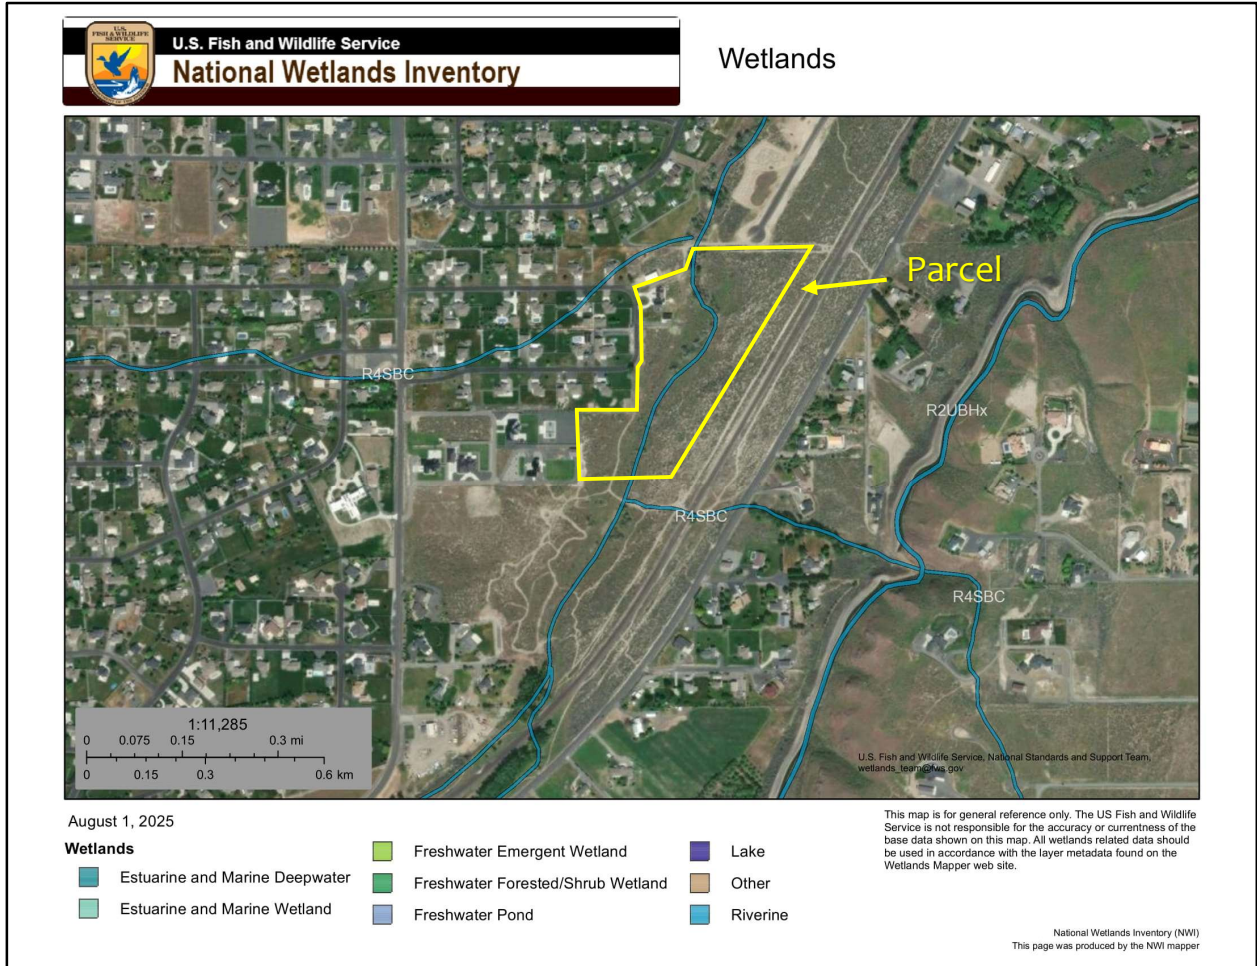 U.S.
FISH & WILDLIFE
SERVICE
U.S. Fish and Wildlife Service
National Wetlands Inventory
Wetlands
Parcel
R4SBC
R2UBHx
R4SBC
R4SBC
1:11,285
0 0.075 0.15 0.3 mi
0 0.15 0.3 0.6 km
U.S. Fish and Wildlife Service, National Standards and Support Team,
wetlands_team@fws.gov
August 1, 2025
Wetlands
Estuarine and Marine Deepwater
Estuarine and Marine Wetland
Freshwater Emergent Wetland
Freshwater Forested/Shrub Wetland
Freshwater Pond
Lake
Other
Riverine
This map is for general reference only. The US Fish and Wildlife
Service is not responsible for the accuracy or currentness of the
base data shown on this map. All wetlands related data should
be used in accordance with the layer metadata found on the
Wetlands Mapper web site.
National Wetlands Inventory (NWI)
This page was produced by the NWI mapper